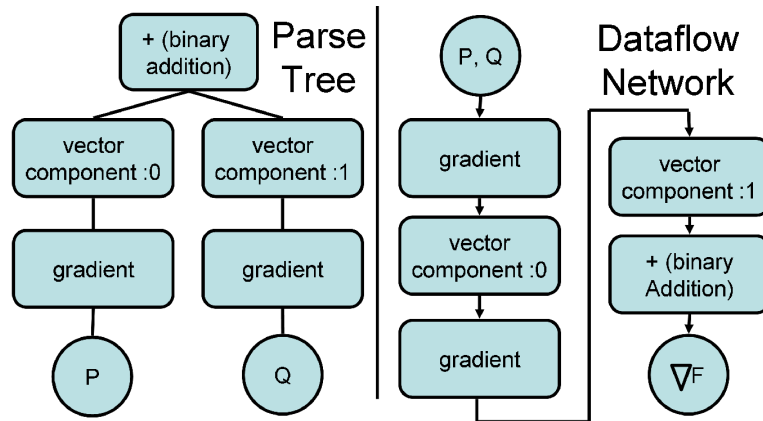 + (binary
addition)
Parse
Tree
vector
component :0
vector
component :1
gradient
gradient
P
Q
P, Q
Dataflow
Network
gradient
vector
component :0
gradient
vector
component :1
+ (binary
Addition)
∇F